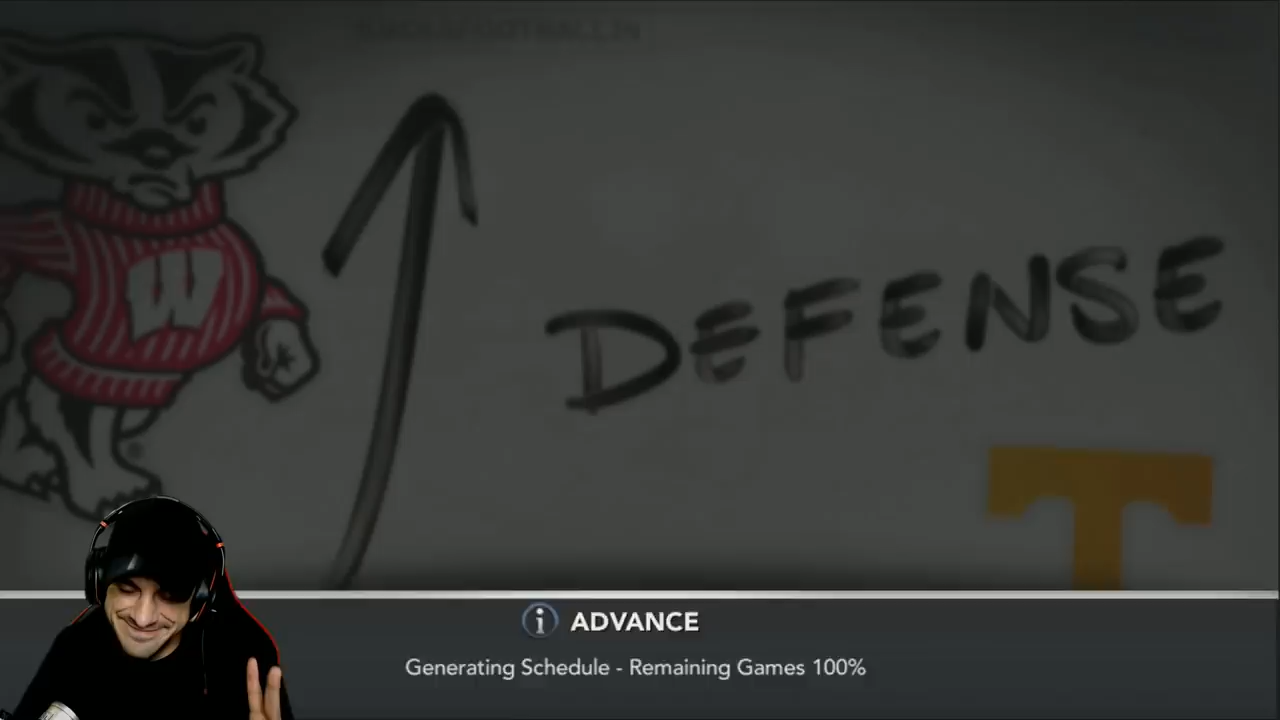 DEFENSE
W
T
ADVANCE
Generating Schedule - Remaining Games 100%